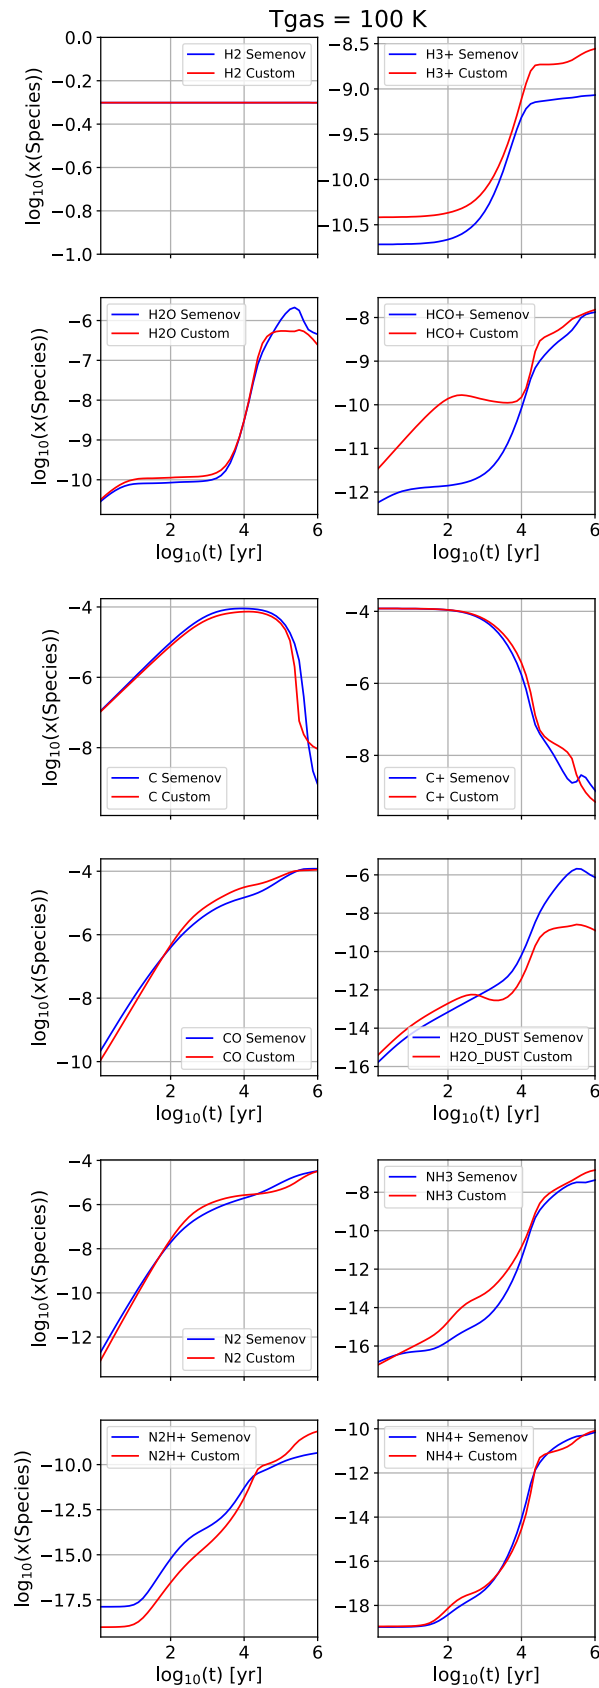 Tgas = 100 K
log10(x(Species))
0.0
−0.2
−0.4
−0.6
−0.8
−1.0
H2 Semenov
H2 Custom
−8.5
−9.0
−9.5
−10.0
−10.5
H3+ Semenov
H3+ Custom
log10(x(Species))
−6
−7
−8
−9
−10
H2O Semenov
H2O Custom
2
4
6
log10(t) [yr]
−8
−9
−10
−11
−12
HCO+ Semenov
HCO+ Custom
2
4
6
log10(t) [yr]
log10(x(Species))
−4
−6
−8
C Semenov
C Custom
−4
−6
−8
C+ Semenov
C+ Custom
log10(x(Species))
−4
−6
−8
−10
CO Semenov
CO Custom
2
4
6
log10(t) [yr]
−6
−8
−10
−12
−14
−16
H2O_DUST Semenov
H2O_DUST Custom
2
4
6
log10(t) [yr]
log10(x(Species))
−4
−6
−8
−10
−12
N2 Semenov
N2 Custom
−8
−10
−12
−14
−16
NH3 Semenov
NH3 Custom
log10(x(Species))
−10.0
−12.5
−15.0
−17.5
N2H+ Semenov
N2H+ Custom
2
4
6
log10(t) [yr]
−10
−12
−14
−16
−18
NH4+ Semenov
NH4+ Custom
2
4
6
log10(t) [yr]